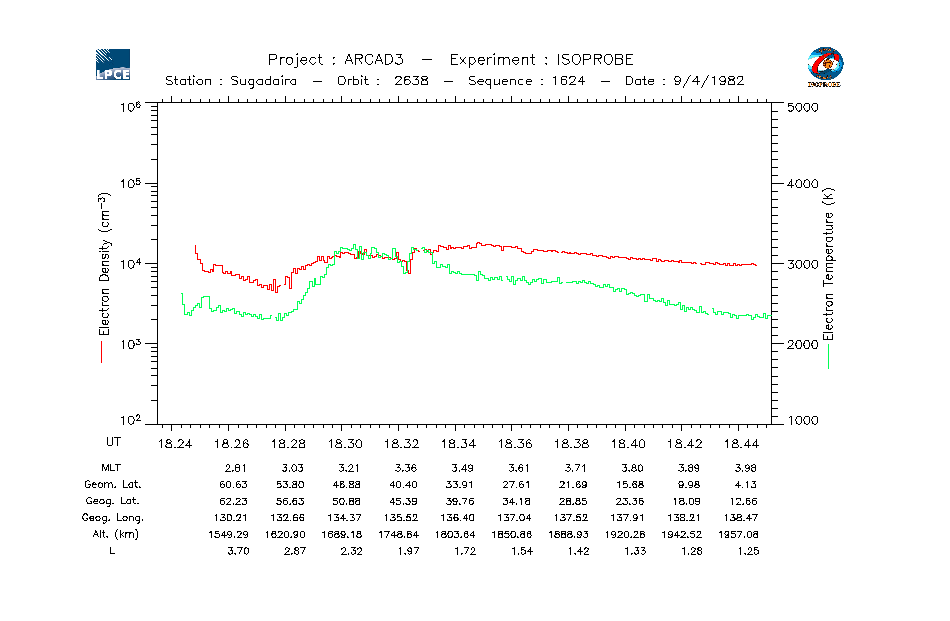 LPCE
Project : ARCAD3 — Experiment : ISOPROBE
ISOPROBE
Station : Sugadaira — Orbit : 2638 — Sequence : 1624 — Date : 9/4/1982
10⁶ 5000
10⁵ 4000
10⁴ 3000
10³ 2000
10² 1000
Electron Density (cm⁻³)
Electron Temperature (K)
UT 18.24 18.26 18.28 18.30 18.32 18.34 18.36 18.38 18.40 18.42 18.44
MLT 2.81 3.03 3.21 3.36 3.49 3.61 3.71 3.80 3.89 3.98
Geom. Lat. 60.63 53.80 46.88 40.40 33.91 27.61 21.69 15.68 9.98 4.13
Geog. Lat. 62.23 56.63 50.88 45.39 39.76 34.18 28.85 23.36 18.09 12.66
Geog. Long. 130.21 132.66 134.37 135.52 136.40 137.04 137.52 137.91 138.21 138.47
Alt. (km) 1549.29 1620.90 1689.18 1748.64 1803.64 1850.86 1888.93 1920.26 1942.52 1957.08
L 3.70 2.87 2.32 1.97 1.72 1.54 1.42 1.33 1.28 1.25